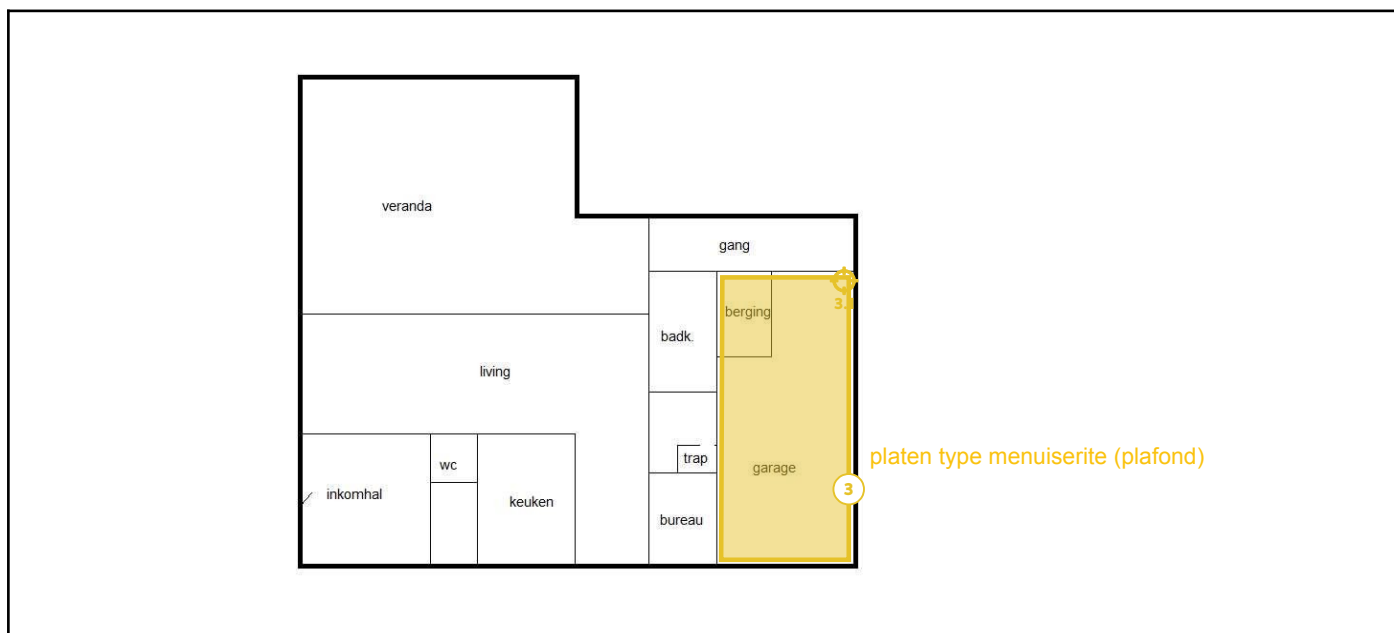 veranda
gang
berging
badk.
living
platen type menuiserite (plafond)
trap
wc
garage
3
inkomhal
keuken
bureau